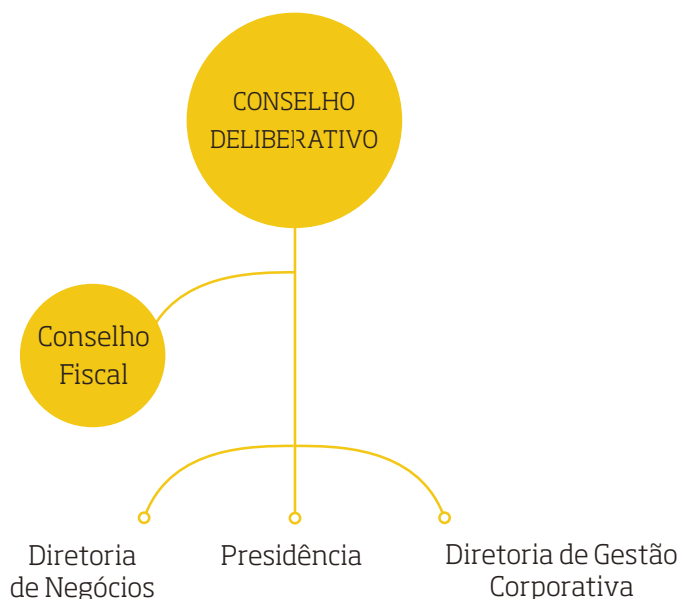 CONSELHO
DELIBERATIVO
Conselho
Fiscal
Diretoria
de Negócios
Presidência
Diretoria de Gestão
Corporativa